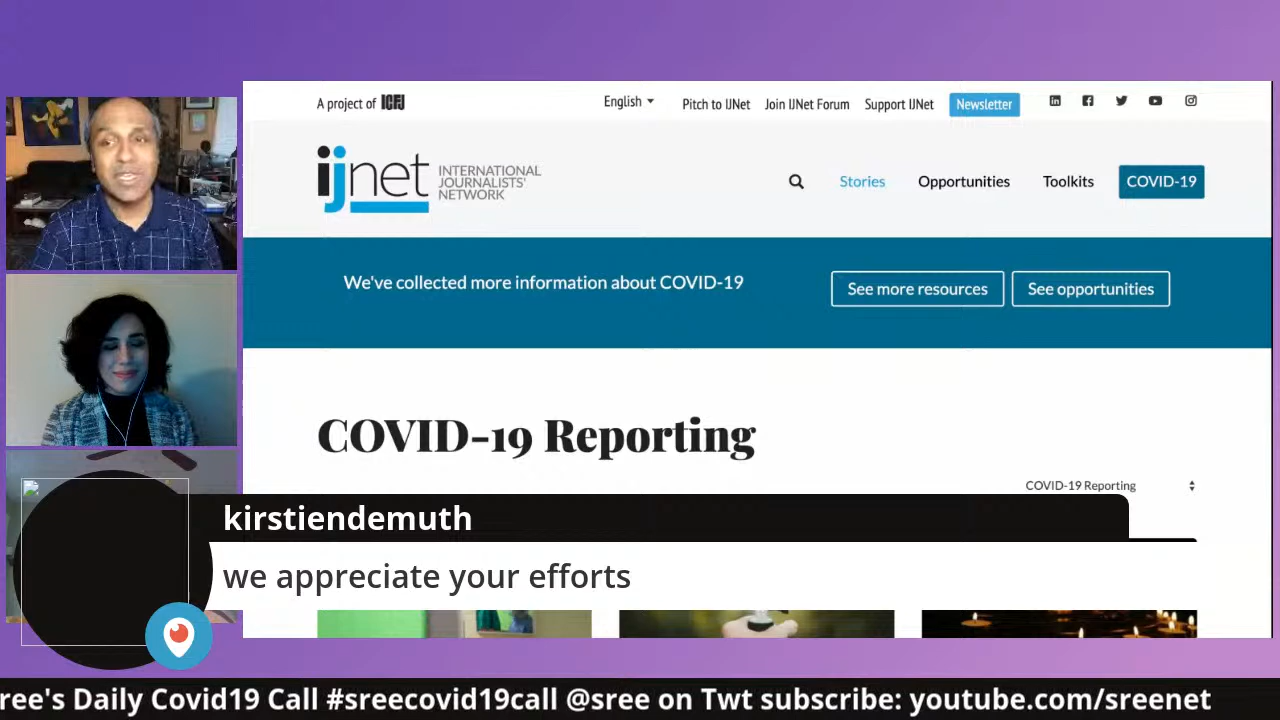 A project of ICFJ
English
Pitch to IJNet
Join IJNet Forum
Support IJNet
Newsletter
ijnet
INTERNATIONAL
JOURNALISTS'
NETWORK
Stories
Opportunities
Toolkits
COVID-19
We've collected more information about COVID-19
See more resources
See opportunities
COVID-19 Reporting
COVID-19 Reporting
kirstiendemuth
we appreciate your efforts
ree's Daily Covid19 Call #sreecovid19call @sree on Twt subscribe: youtube.com/sreenet